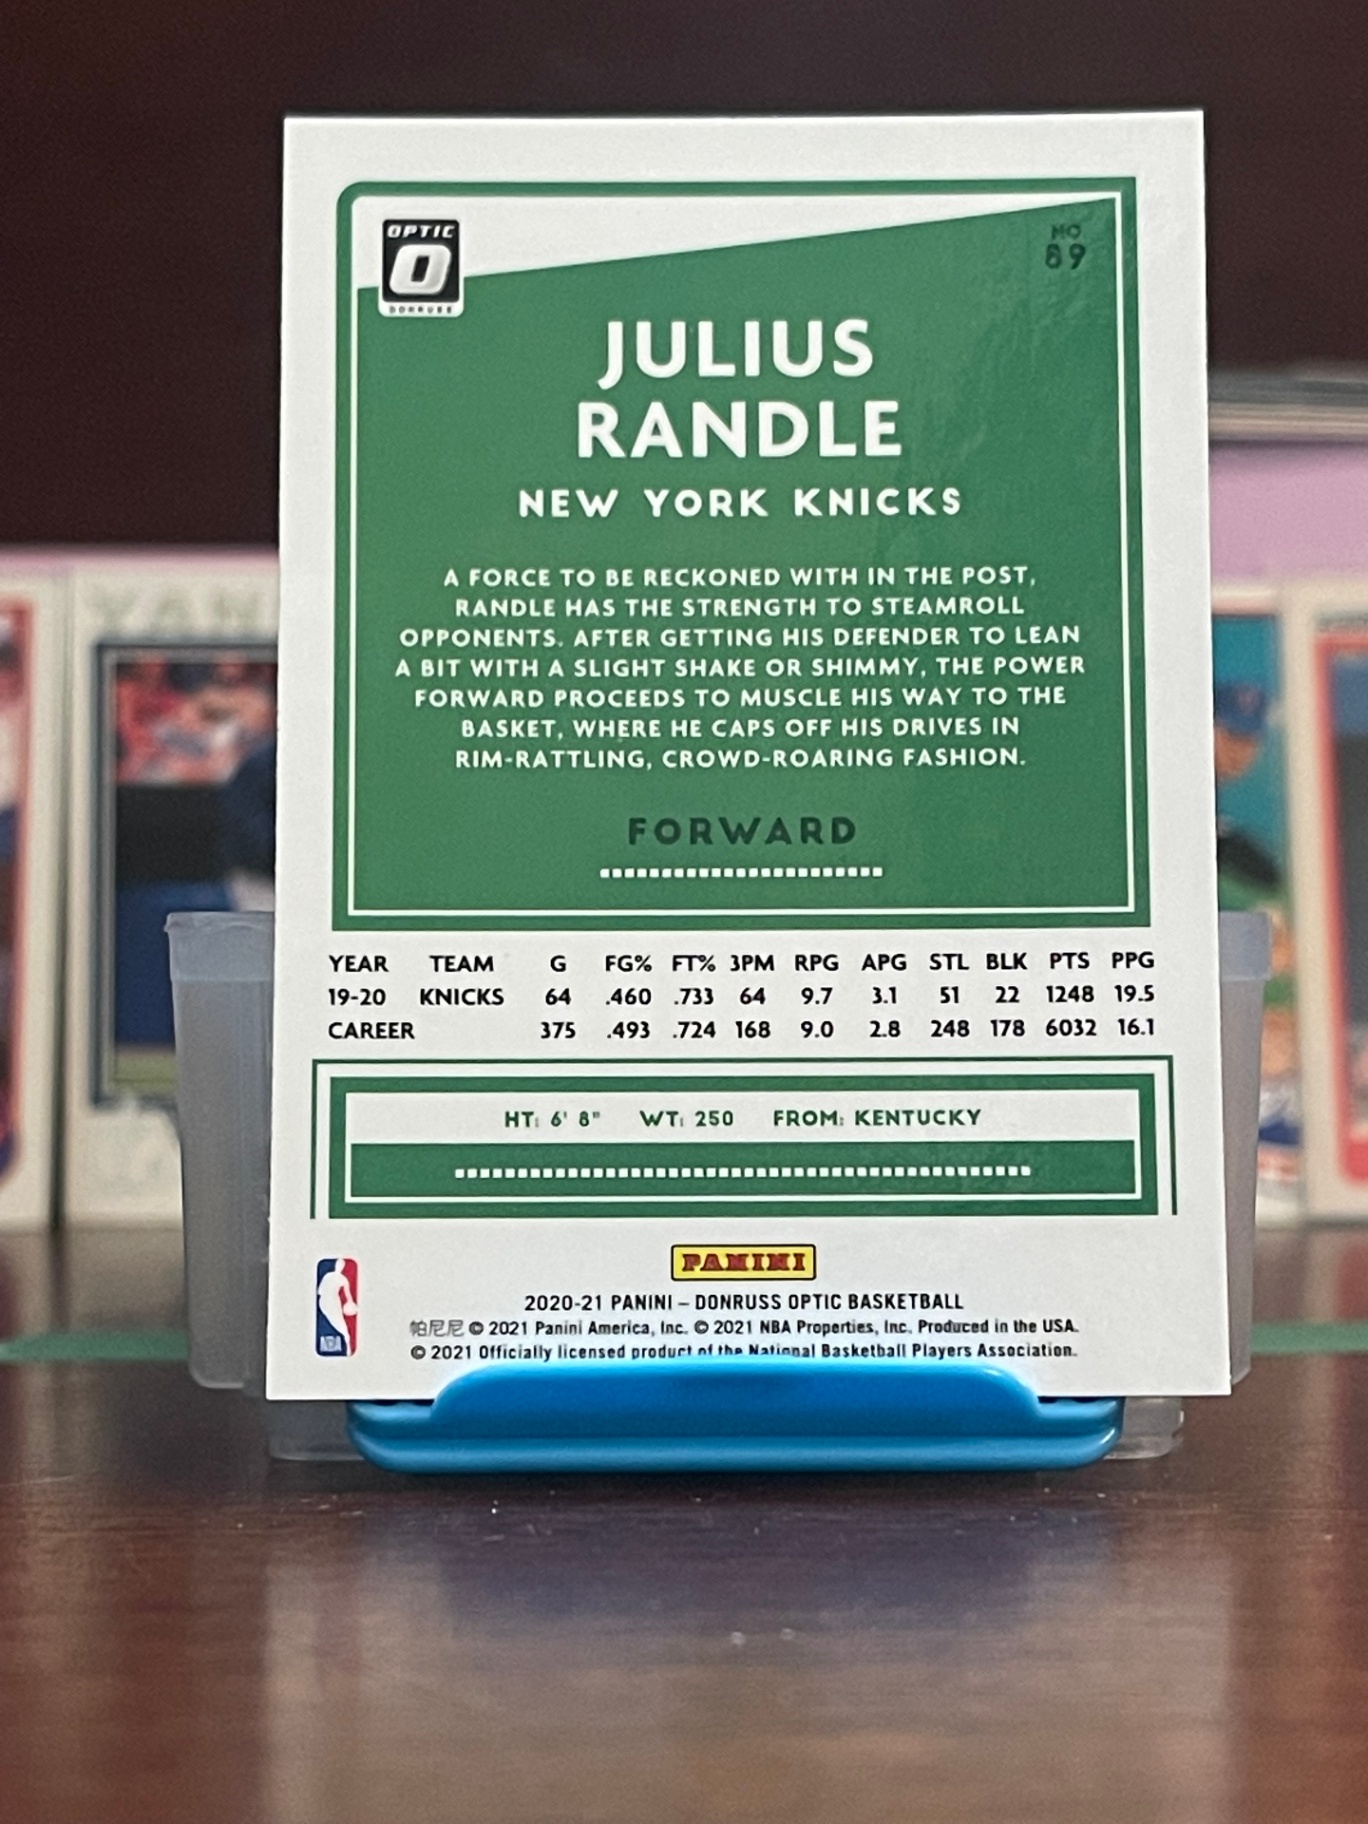 OPTIC
O
DONRUSS
NO
89
JULIUS
RANDLE
NEW YORK KNICKS
A FORCE TO BE RECKONED WITH IN THE POST,
RANDLE HAS THE STRENGTH TO STEAMROLL
OPPONENTS. AFTER GETTING HIS DEFENDER TO LEAN
A BIT WITH A SLIGHT SHAKE OR SHIMMY, THE POWER
FORWARD PROCEEDS TO MUSCLE HIS WAY TO THE
BASKET, WHERE HE CAPS OFF HIS DRIVES IN
RIM-RATTLING, CROWD-ROARING FASHION.
FORWARD
YEAR TEAM G FG% FT% 3PM RPG APG STL BLK PTS PPG
19-20 KNICKS 64 .460 .733 64 9.7 3.1 51 22 1248 19.5
CAREER 375 .493 .724 168 9.0 2.8 248 178 6032 16.1
HT: 6' 8" WT: 250 FROM: KENTUCKY
PANINI
NBA
2020-21 PANINI – DONRUSS OPTIC BASKETBALL
帕尼尼 © 2021 Panini America, Inc. © 2021 NBA Properties, Inc. Produced in the USA.
© 2021 Officially licensed product of the National Basketball Players Association.